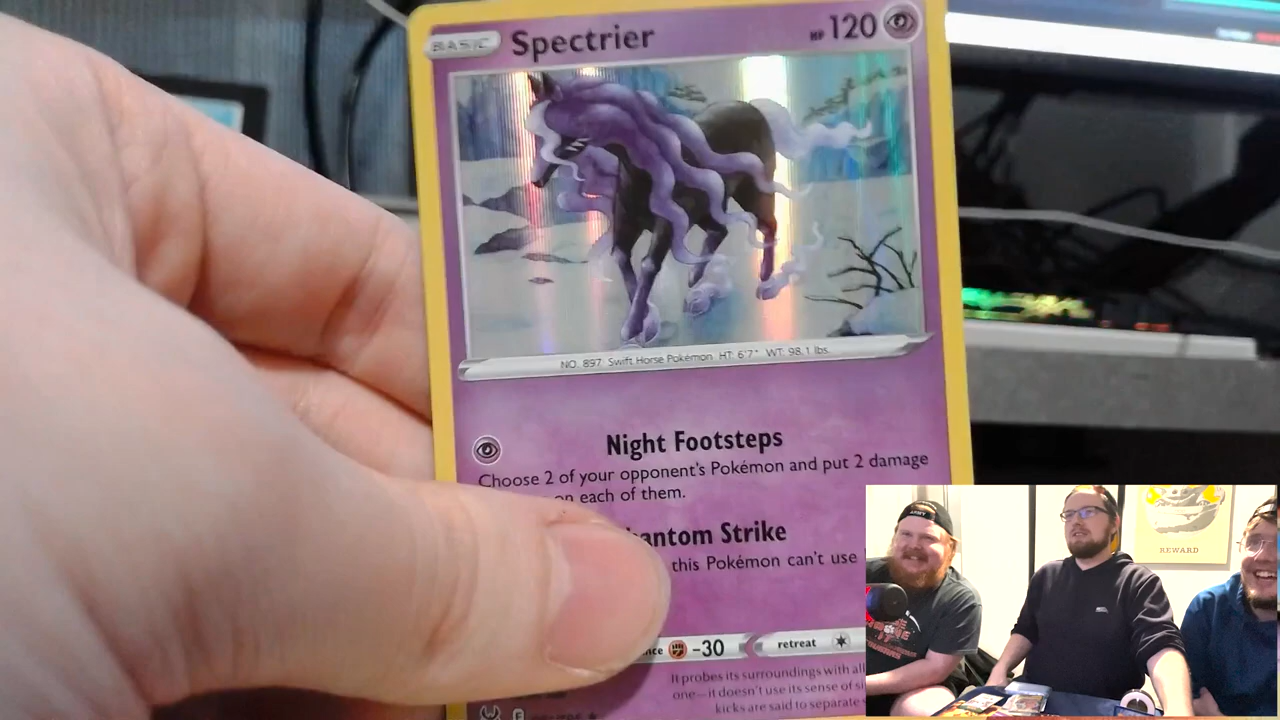 BASIC Spectrier HP 120
NO. 897 Swift Horse Pokémon HT: 6'7" WT: 98.1 lbs.
Night Footsteps
Choose 2 of your opponent's Pokémon and put 2 damage
on each of them.
Strike
this Pokémon can't use
-30 retreat
It probes its surroundings with all
one—it doesn't use its sense of
kicks are said to separate
ARMY
REWARD